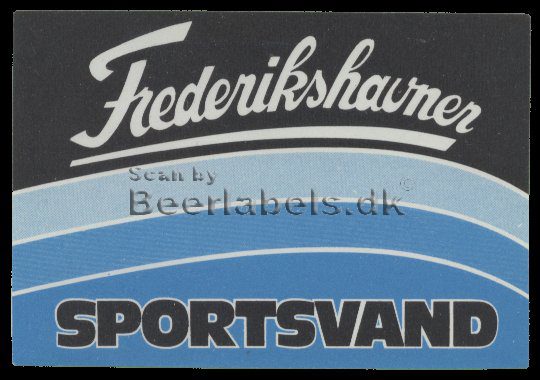 Frederikshavner
Scan by
Beerlabels.dk ©
SPORTSVAND